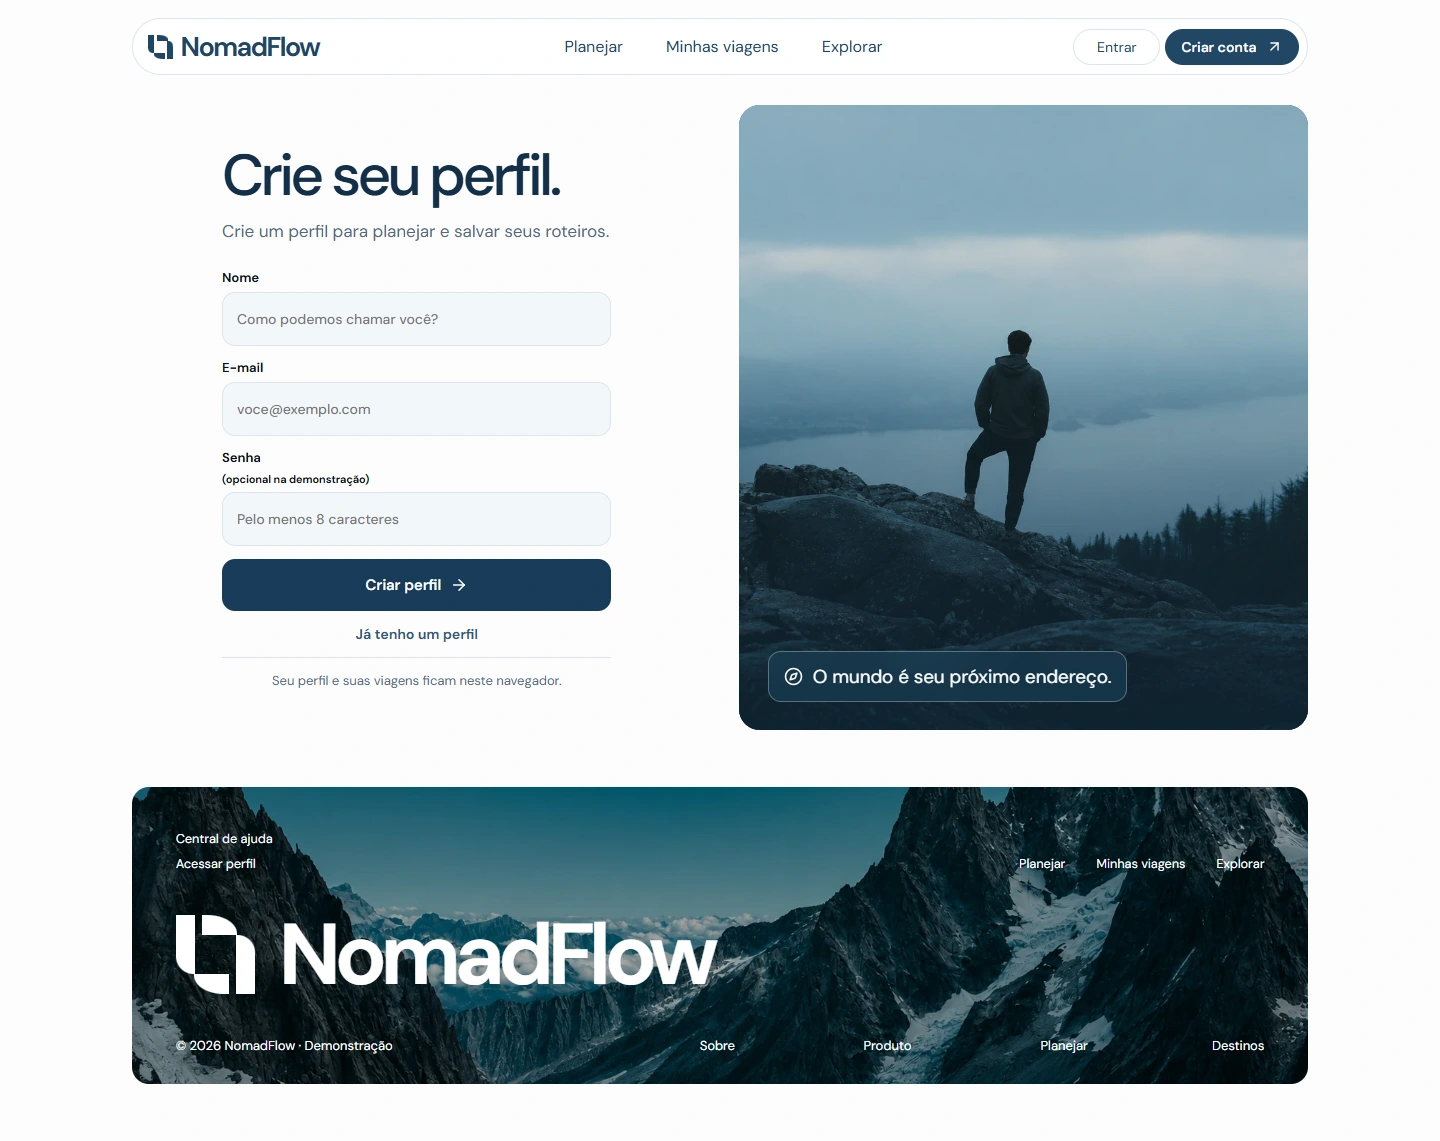 NomadFlow
Planejar
Minhas viagens
Explorar
Entrar
Criar conta
Crie seu perfil.
Crie um perfil para planejar e salvar seus roteiros.
Nome
Como podemos chamar você?
E-mail
voce@exemplo.com
Senha
(opcional na demonstração)
Pelo menos 8 caracteres
Criar perfil
Já tenho um perfil
Seu perfil e suas viagens ficam neste navegador.
O mundo é seu próximo endereço.
Central de ajuda
Acessar perfil
Planejar
Minhas viagens
Explorar
NomadFlow
© 2026 NomadFlow · Demonstração
Sobre
Produto
Planejar
Destinos